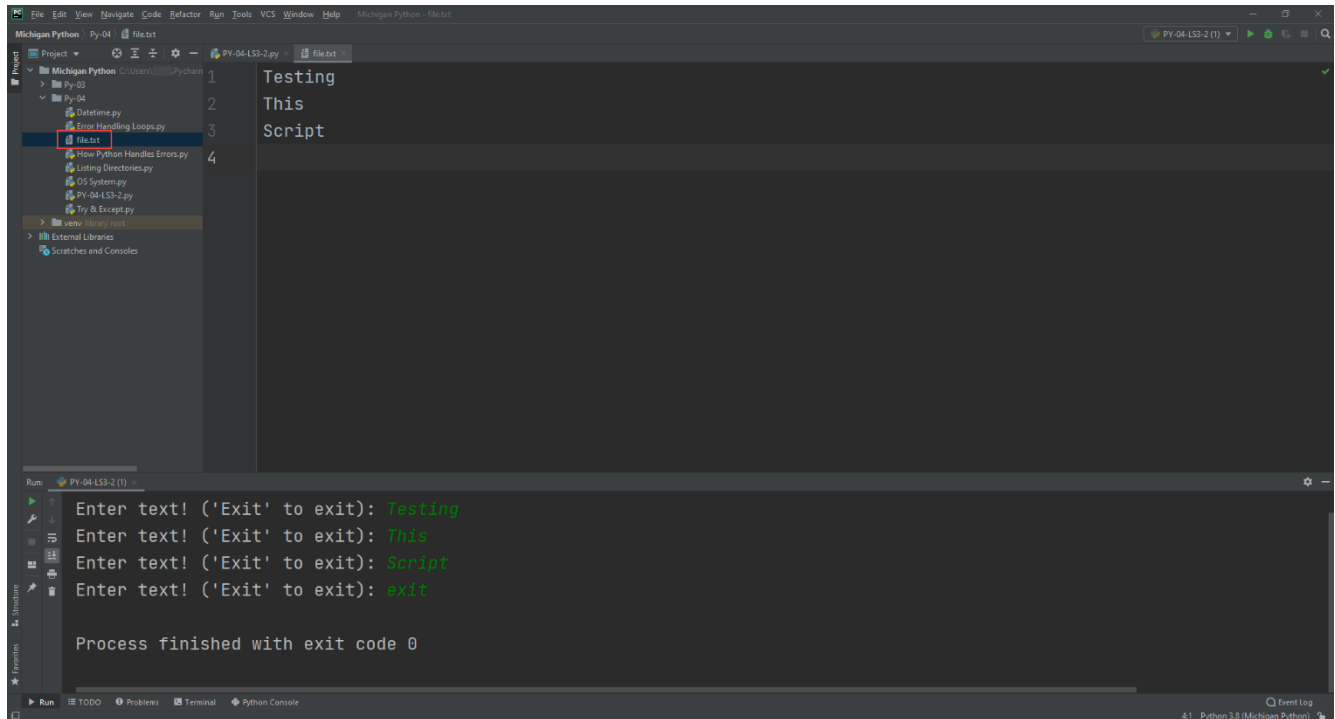 File Edit View Navigate Code Refactor Run Tools VCS Window Help Michigan Python - file.txt
Michigan Python Py-04 file.txt
PY-04-LS3-2 (1)
Project
Project
PY-04-LS3-2.py
file.txt
Michigan Python C:\Users\ Pycharm
Py-03
Py-04
Datetime.py
Error Handling Loops.py
file.txt
How Python Handles Errors.py
Listing Directories.py
OS System.py
PY-04-LS3-2.py
Try & Except.py
venv library root
External Libraries
Scratches and Consoles
1 Testing
2 This
3 Script
4
Run: PY-04-LS3-2 (1)
Enter text! ('Exit' to exit): Testing
Enter text! ('Exit' to exit): This
Enter text! ('Exit' to exit): Script
Enter text! ('Exit' to exit): exit
Process finished with exit code 0
Structure
Favorites
Run TODO Problems Terminal Python Console Event Log
4:1 Python 3.8 (Michigan Python)